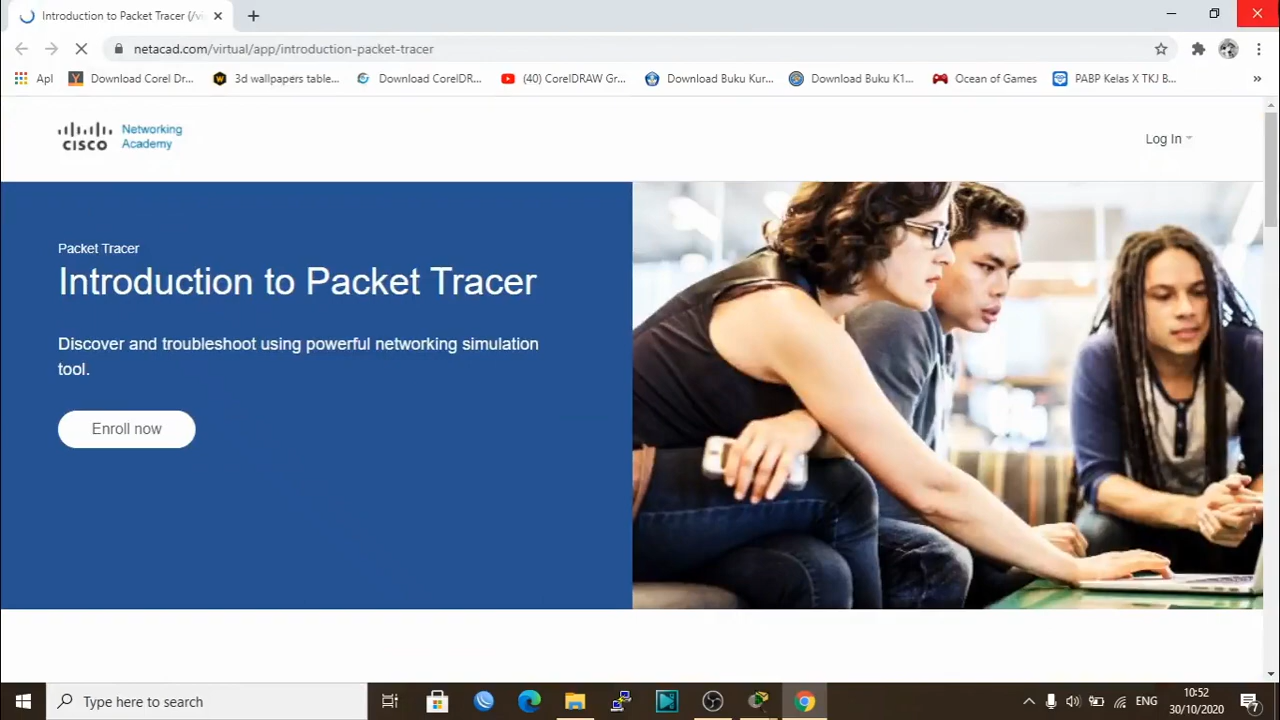 Introduction to Packet Tracer (/vi
netacad.com/virtual/app/introduction-packet-tracer
Apl
Download Corel Dr...
3d wallpapers table...
Download CorelDR...
(40) CorelDRAW Gr...
Download Buku Kur...
Download Buku K1...
Ocean of Games
PABP Kelas X TKJ B...
»
CISCO
Networking
Academy
Log In
Packet Tracer
Introduction to Packet Tracer
Discover and troubleshoot using powerful networking simulation
tool.
Enroll now
Type here to search
ENG
10:52
30/10/2020
7